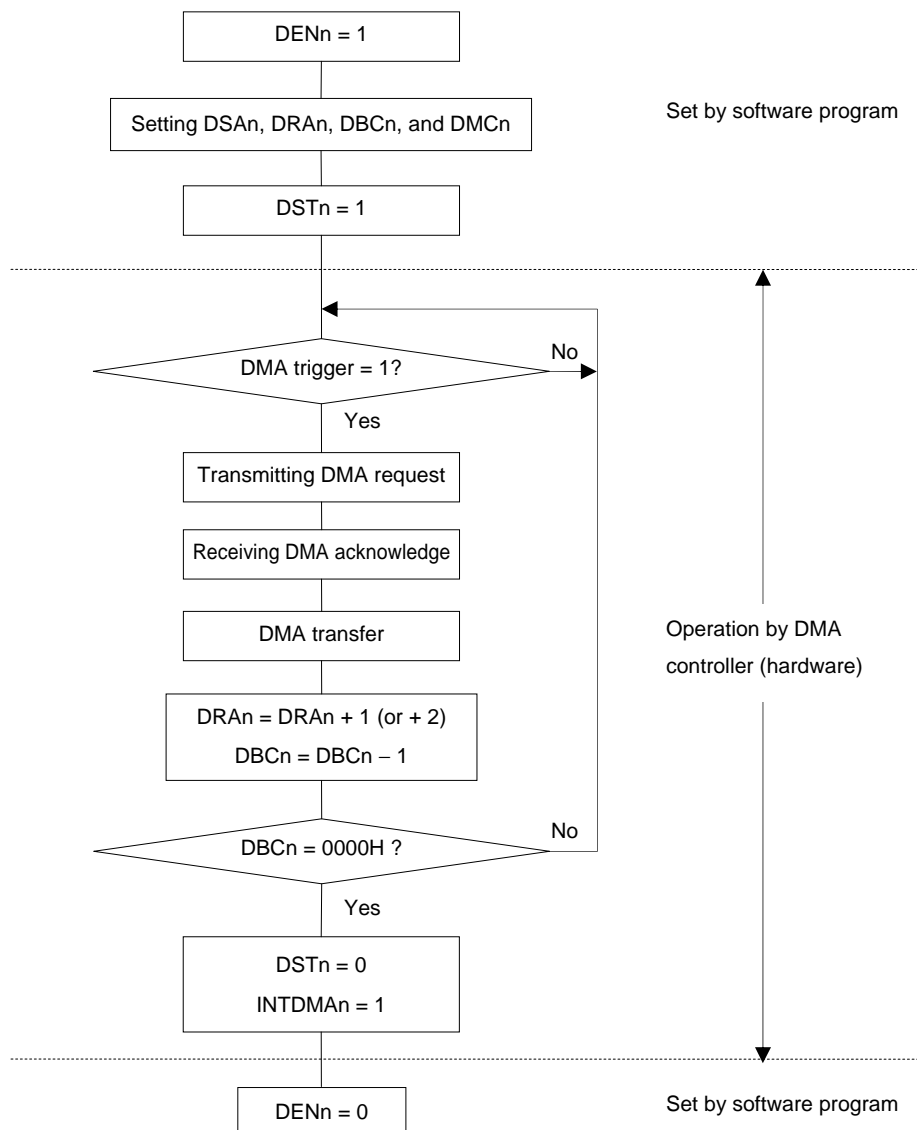 DENn = 1
Setting DSAn, DRAn, DBCn, and DMCn
Set by software program
DSTn = 1
DMA trigger = 1?
No
Yes
Transmitting DMA request
Receiving DMA acknowledge
DMA transfer
Operation by DMA
controller (hardware)
DRAn = DRAn + 1 (or + 2)
DBCn = DBCn − 1
DBCn = 0000H ?
No
Yes
DSTn = 0
INTDMAn = 1
DENn = 0
Set by software program